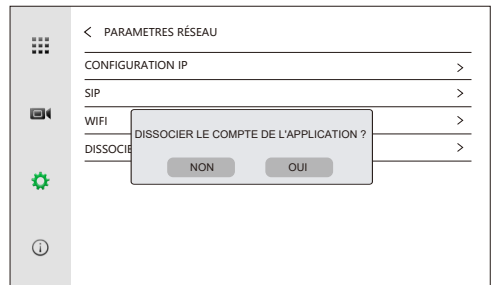 PARAMETRES RÉSEAU
CONFIGURATION IP
SIP
WIFI
DISSOCIER LE COMPTE DE L'APPLICATION ?
DISSOCIE
NON OUI